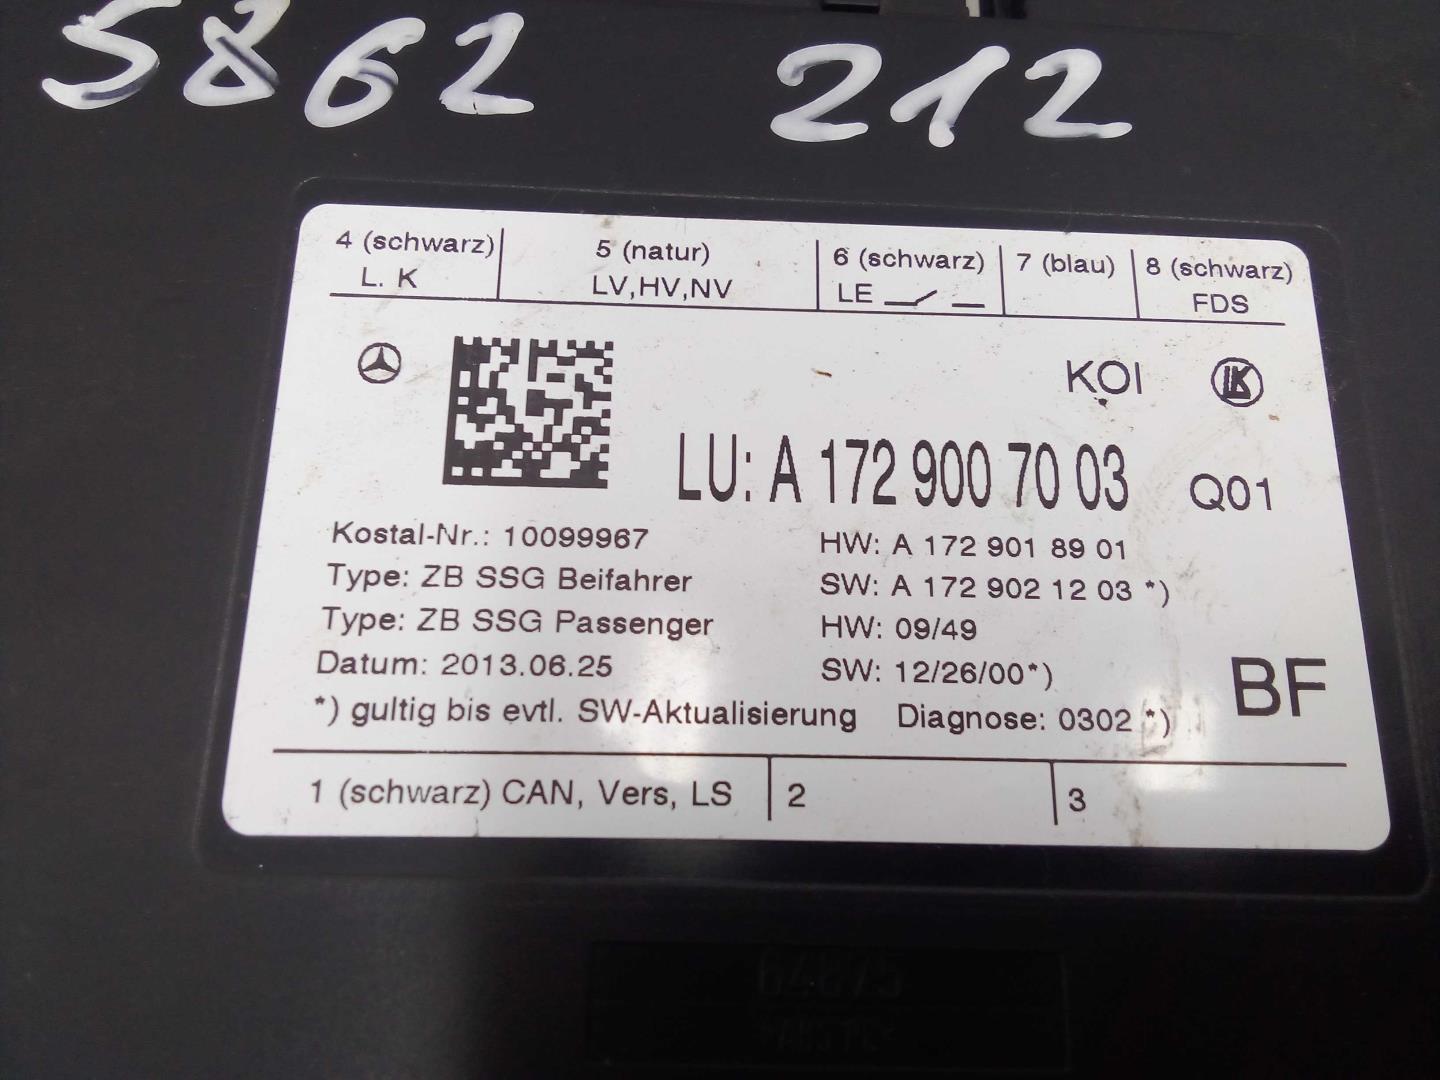 5862 212
4 (schwarz) 5 (natur) 6 (schwarz) 7 (blau) 8 (schwarz)
L. K LV,HV,NV LE FDS
KOI LK
LU: A 172 900 70 03 Q01
Kostal-Nr.: 10099967 HW: A 172 901 89 01
Type: ZB SSG Beifahrer SW: A 172 902 12 03 *)
Type: ZB SSG Passenger HW: 09/49
Datum: 2013.06.25 SW: 12/26/00*) BF
*) gultig bis evtl. SW-Aktualisierung Diagnose: 0302 *)
1 (schwarz) CAN, Vers, LS 2 3